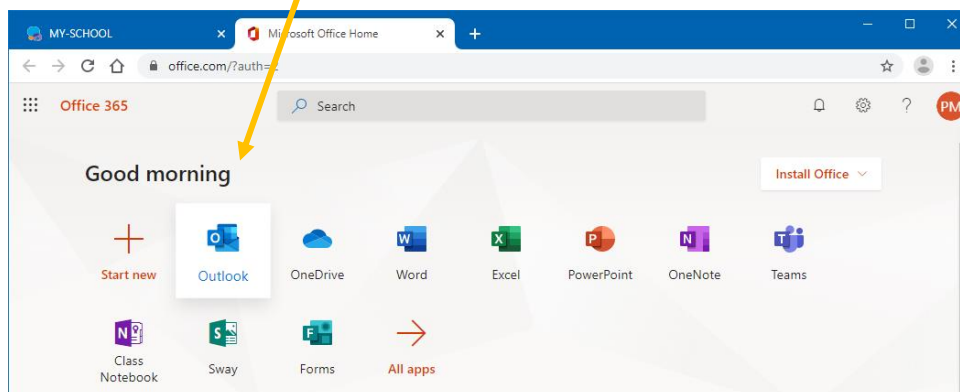 MY-SCHOOL Microsoft Office Home
office.com/?auth=2
Office 365 Search ? PM
Good morning Install Office
Start new Outlook OneDrive Word Excel PowerPoint OneNote Teams
Class Notebook Sway Forms All apps